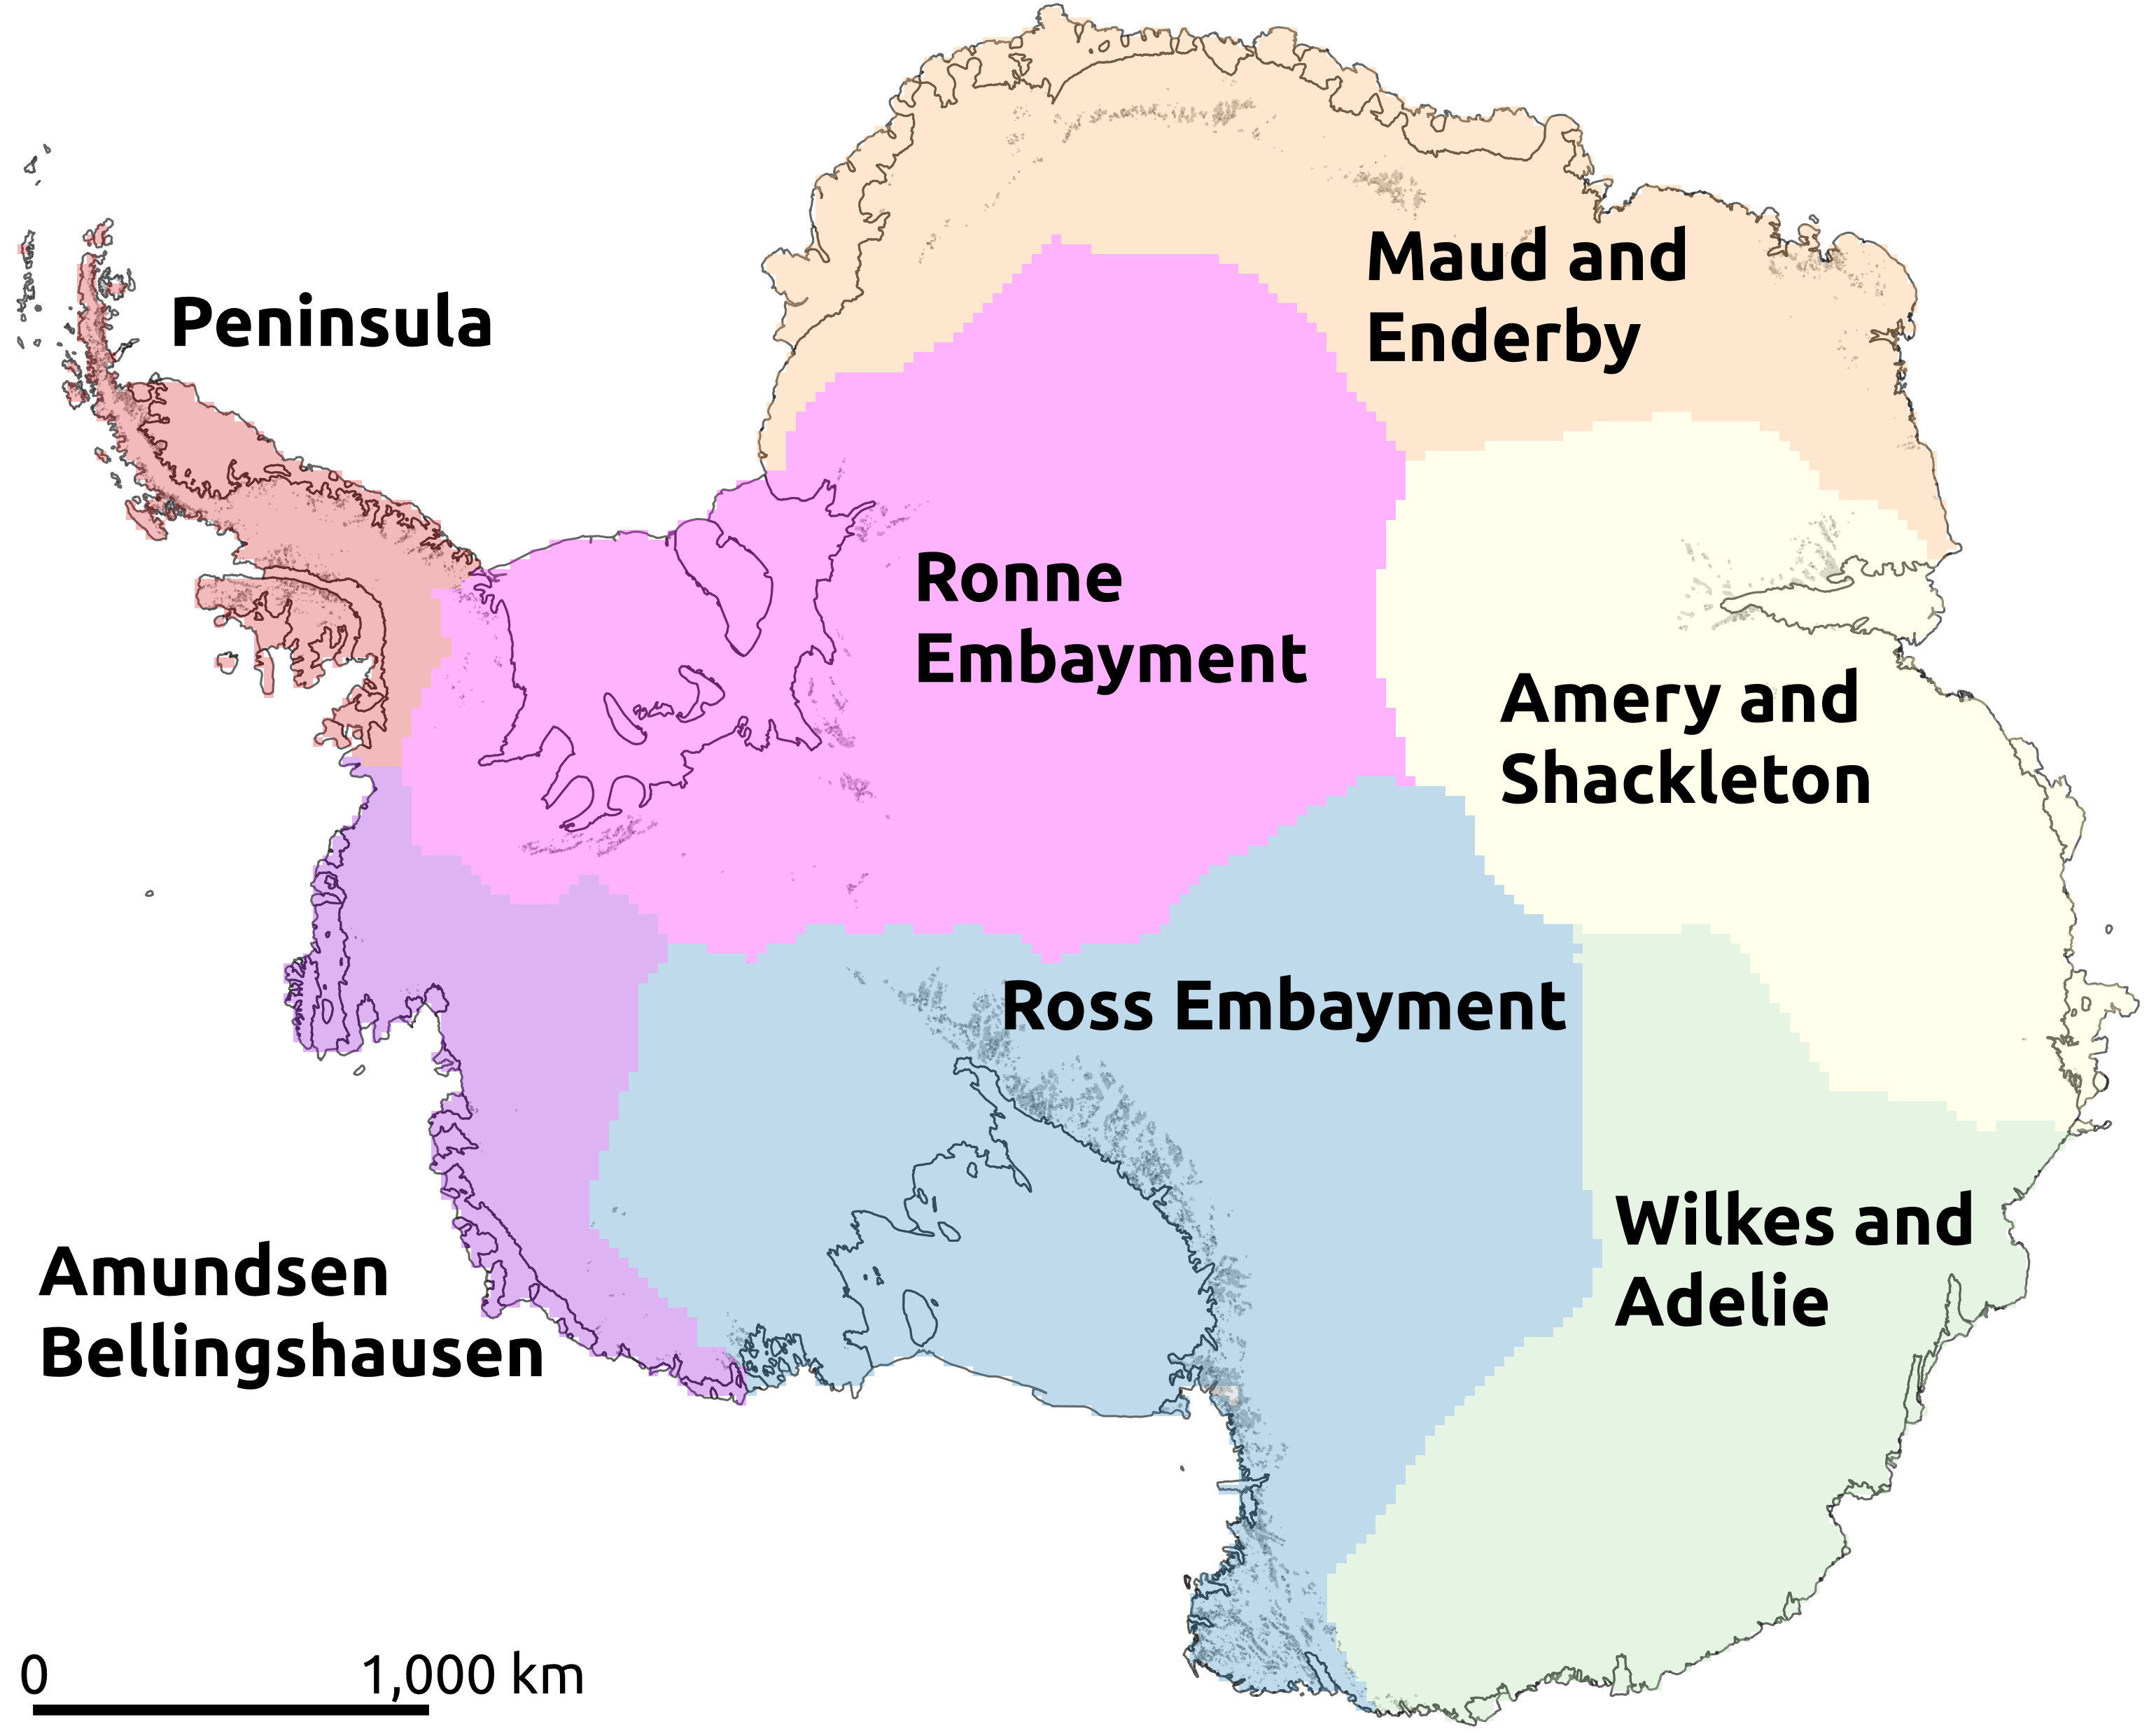 Maud and
Enderby
Peninsula
Ronne
Embayment
Amery and
Shackleton
Ross Embayment
Wilkes and
Adelie
Amundsen
Bellingshausen
0 1,000 km